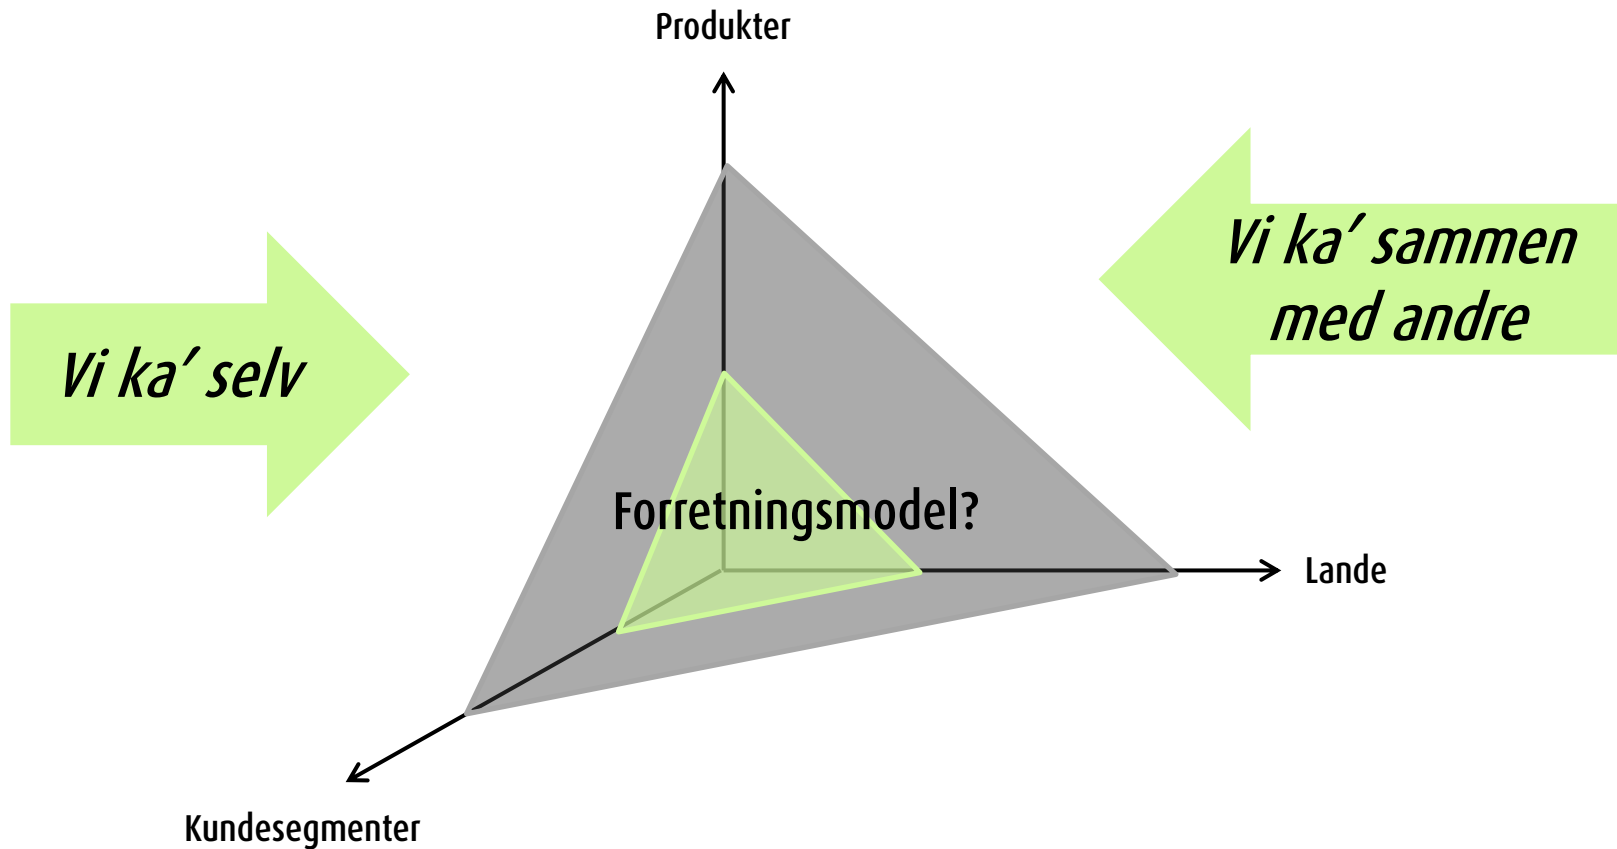 Produkter
Vi ka’ sammen
med andre
Vi ka’ selv
Forretningsmodel?
Lande
Kundesegmenter